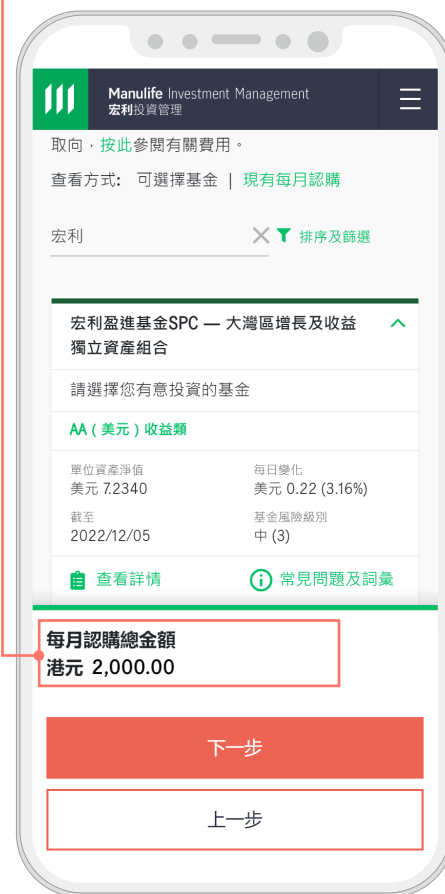 Manulife Investment Management
宏利投資管理
取向，按此參閱有關費用。
查看方式: 可選擇基金 | 現有每月認購
宏利 排序及篩選
宏利盈進基金SPC — 大灣區增長及收益
獨立資產組合
請選擇您有意投資的基金
AA（美元）收益類
單位資產淨值 每日變化
美元 7.2340 美元 0.22 (3.16%)
截至 基金風險級別
2022/12/05 中 (3)
查看詳情 常見問題及詞彙
每月認購總金額
港元 2,000.00
下一步
上一步